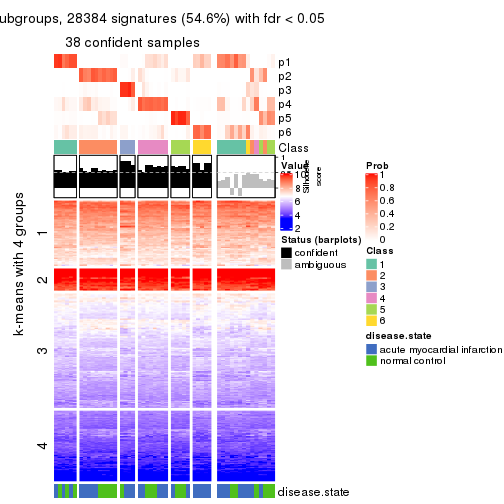 ubgroups, 28384 signatures (54.6%) with fdr < 0.05
38 confident samples
p1
p2
p3
p4
p5
p6
Class
1
Silhouette
score
k-means with 4 groups
1
2
3
4
disease.state
Value
10
8
6
4
2
Status (barplots)
confident
ambiguous
Prob
1
0.8
0.6
0.4
0.2
0
Class
1
2
3
4
5
6
disease.state
acute myocardial infarction
normal control